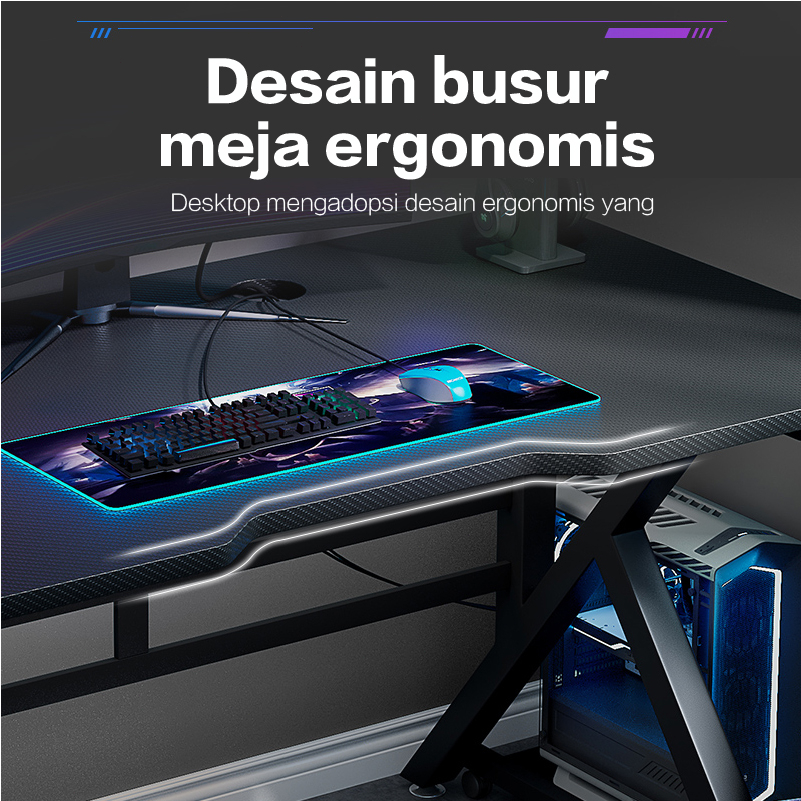 Desain busur
meja ergonomis
Desktop mengadopsi desain ergonomis yang